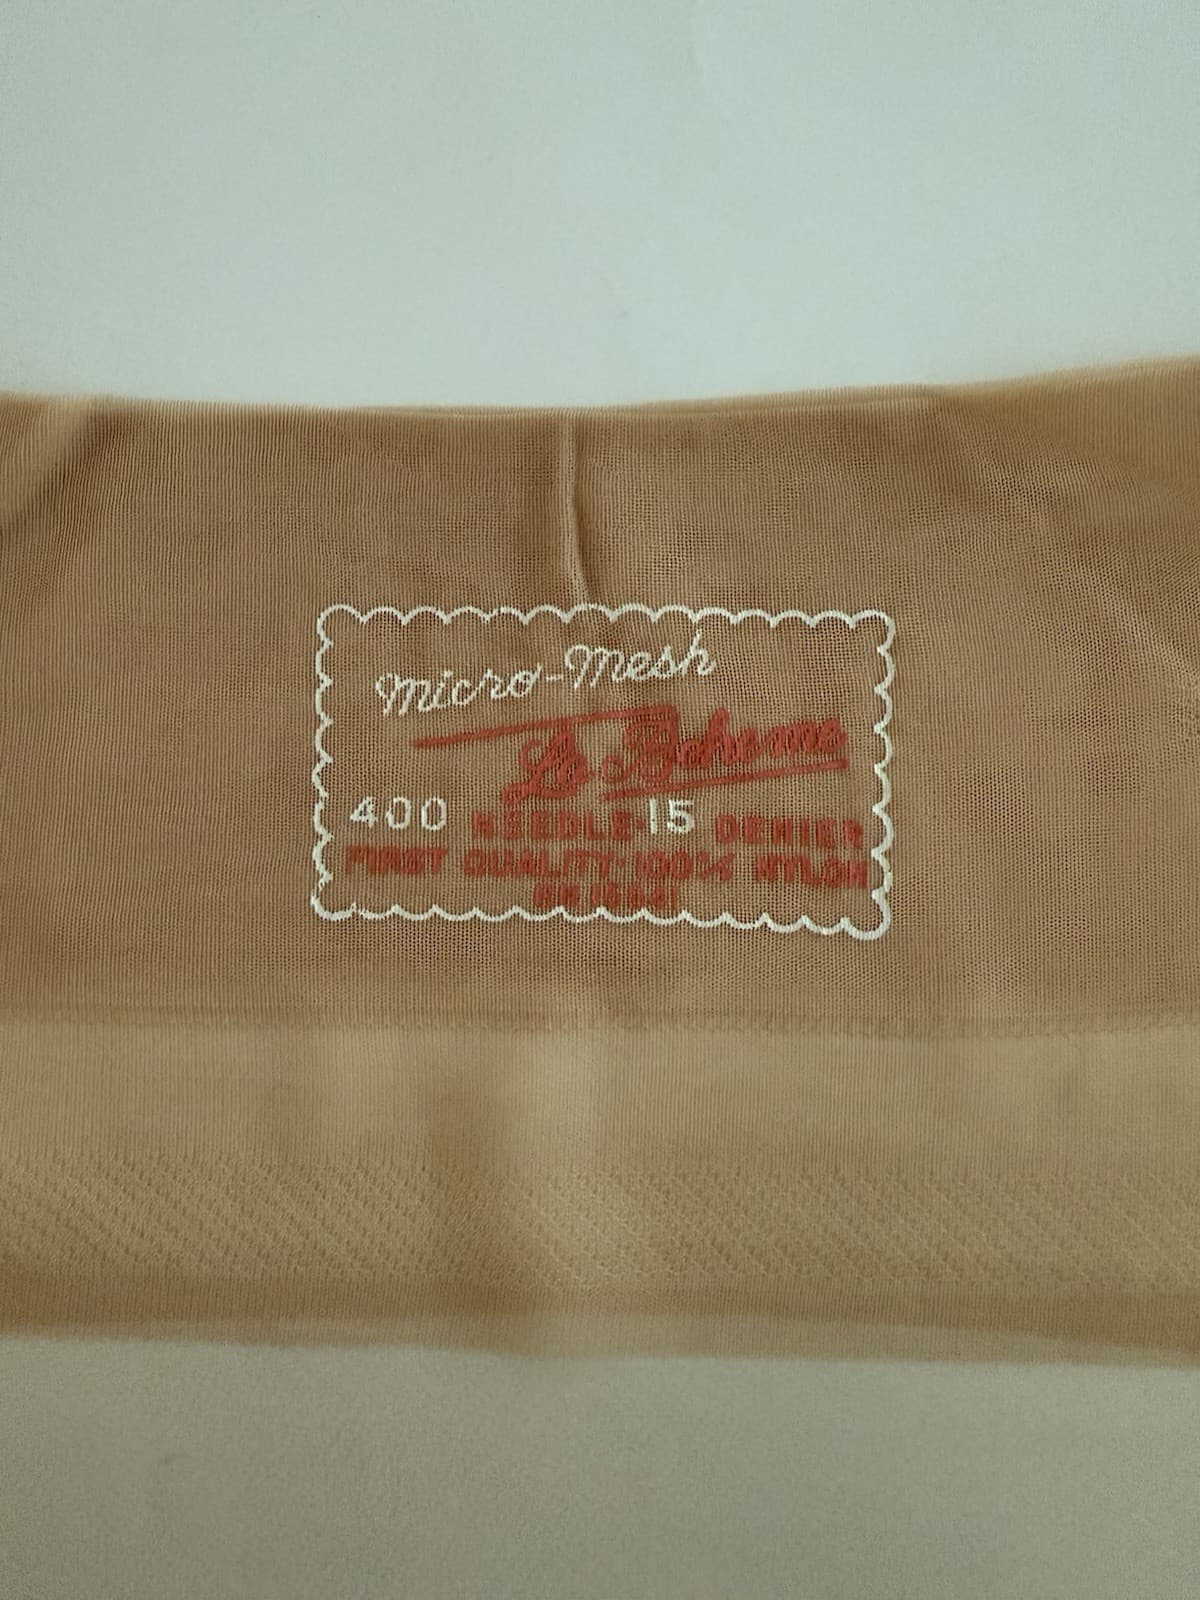 Micro-Mesh
La Boheme
400 NEEDLE·15 DENIER
FIRST QUALITY·100% NYLON